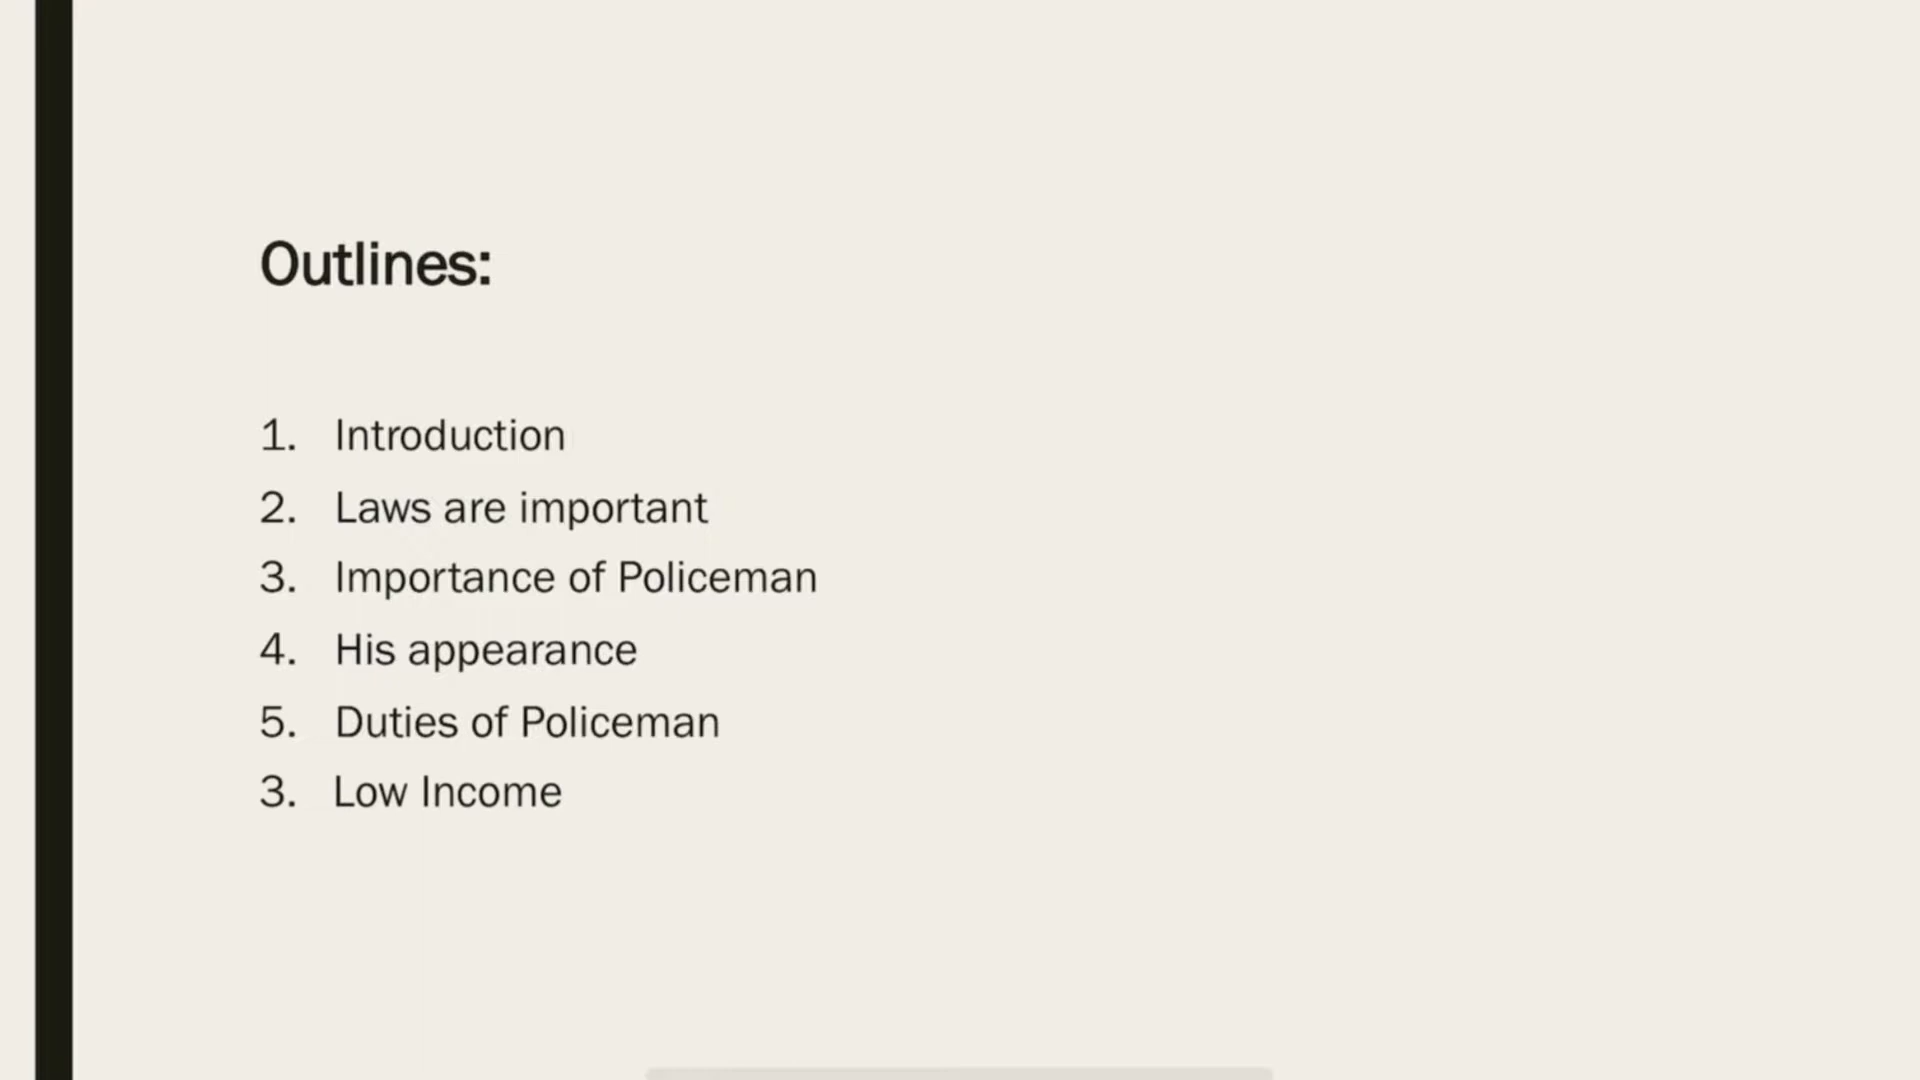 Outlines:
1. Introduction
2. Laws are important
3. Importance of Policeman
4. His appearance
5. Duties of Policeman
3. Low Income